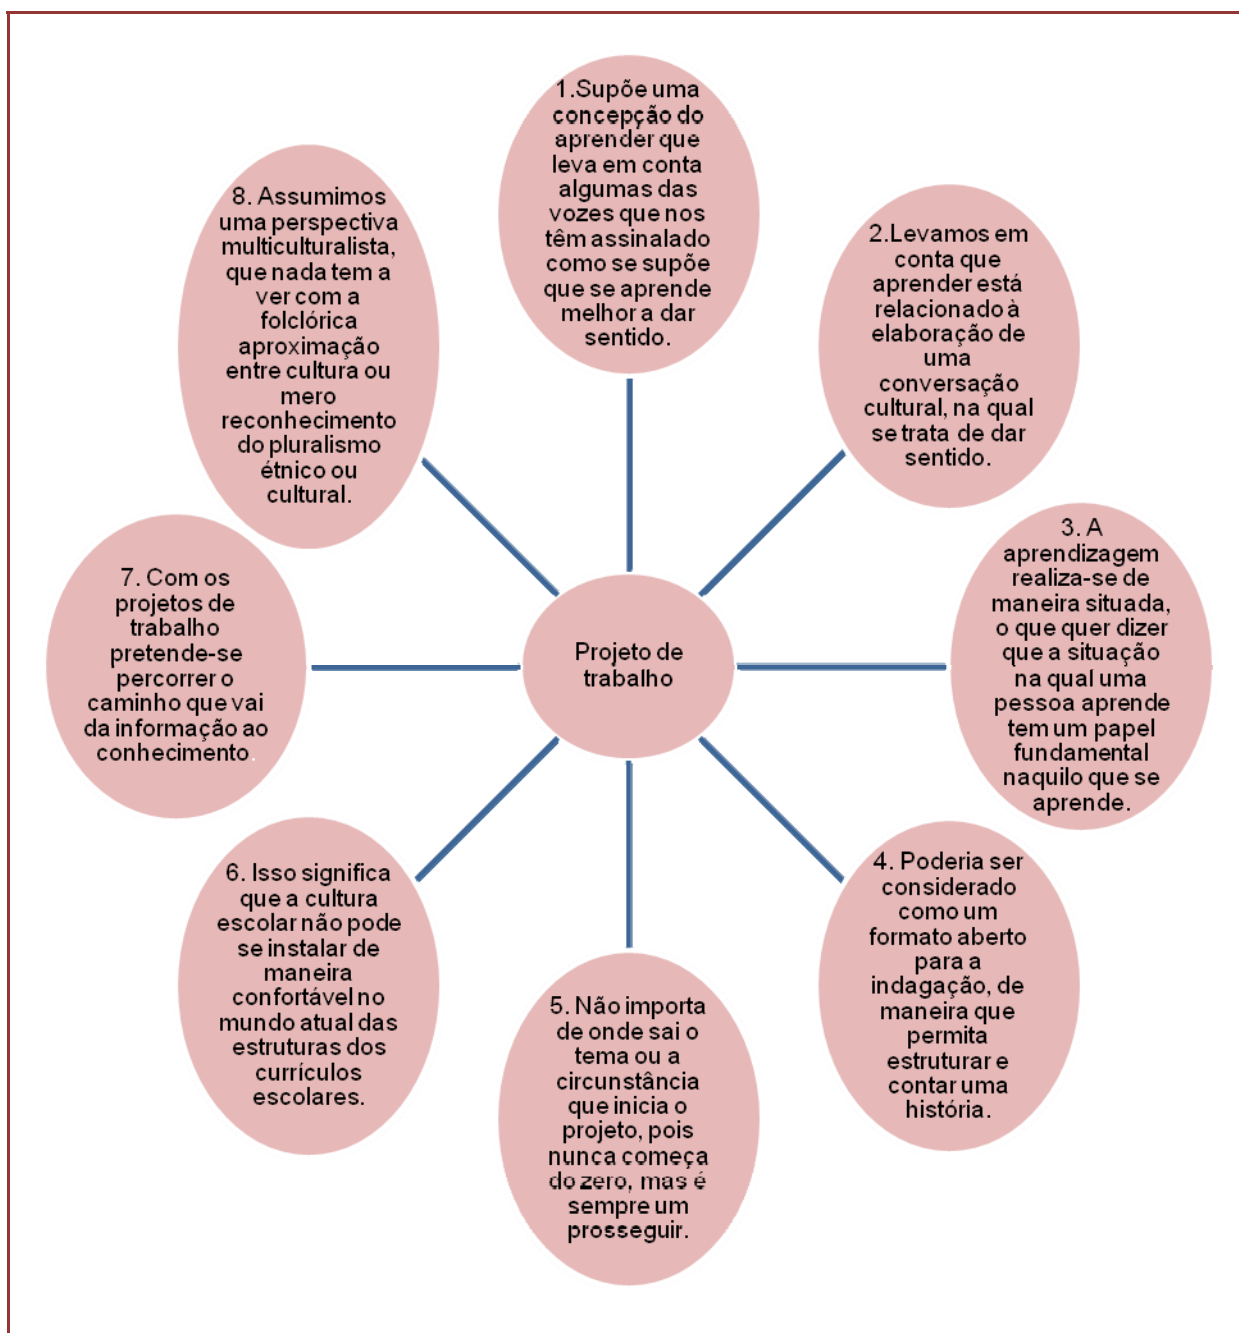 1.Supõe uma
concepção do
aprender que
leva em conta
algumas das
vozes que nos
têm assinalado
como se supõe
que se aprende
melhor a dar
sentido.
2.Levamos em
conta que
aprender está
relacionado à
elaboração de
uma
conversação
cultural, na qual
se trata de dar
sentido.
3. A
aprendizagem
realiza-se de
maneira situada,
o que quer dizer
que a situação
na qual uma
pessoa aprende
tem um papel
fundamental
naquilo que se
aprende.
4. Poderia ser
considerado
como um
formato aberto
para a
indagação, de
maneira que
permita
estruturar e
contar uma
história.
5. Não importa
de onde sai o
tema ou a
circunstância
que inicia o
projeto, pois
nunca começa
do zero, mas é
sempre um
prosseguir.
6. Isso significa
que a cultura
escolar não pode
se instalar de
maneira
confortável no
mundo atual das
estruturas dos
currículos
escolares.
7. Com os
projetos de
trabalho
pretende-se
percorrer o
caminho que vai
da informação ao
conhecimento.
8. Assumimos
uma perspectiva
multiculturalista,
que nada tem a
ver com a
folclórica
aproximação
entre cultura ou
mero
reconhecimento
do pluralismo
étnico ou
cultural.
Projeto de
trabalho